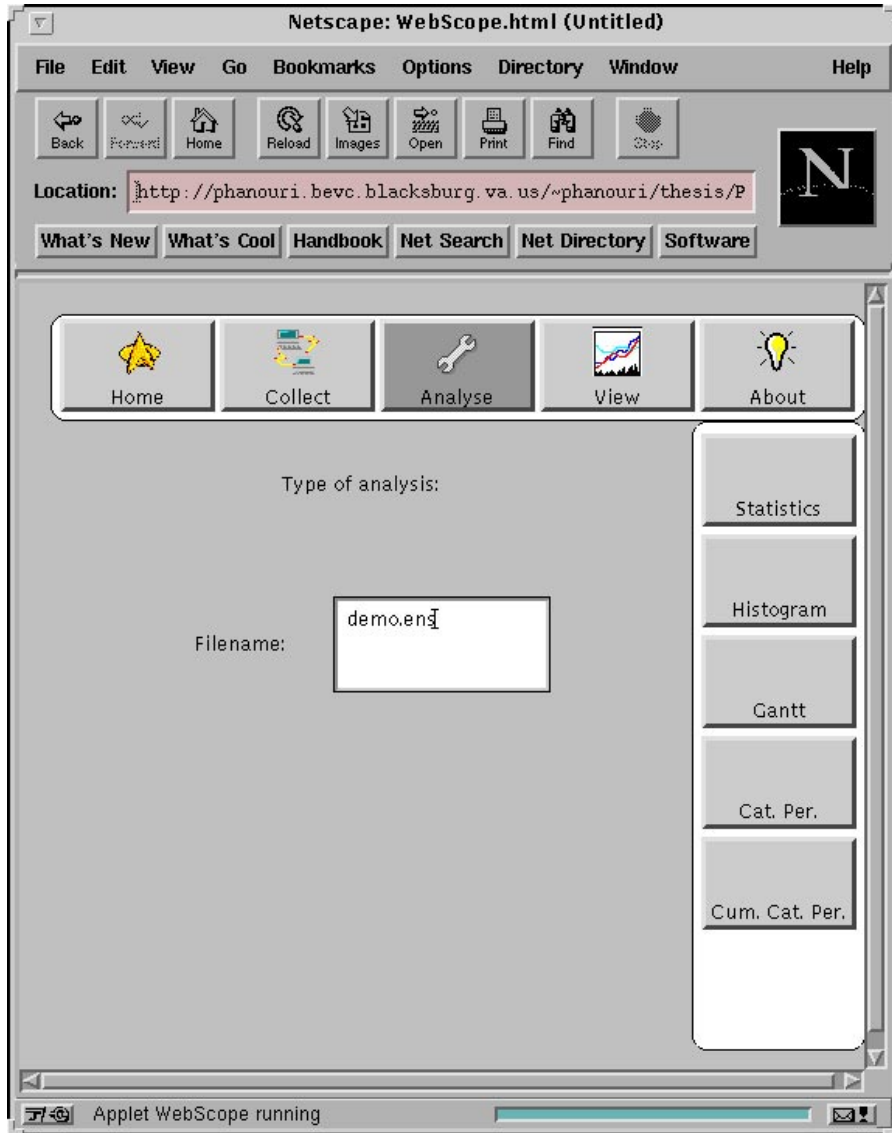 Netscape: WebScope.html (Untitled)
File Edit View Go Bookmarks Options Directory Window Help
Back Forward Home Reload Images Open Print Find Stop
N
Location: http://phanouri.bevc.blacksburg.va.us/~phanouri/thesis/P
What's New What's Cool Handbook Net Search Net Directory Software
Home Collect Analyse View About
Type of analysis:
Statistics
Histogram
demo.ens
Filename:
Gantt
Cat. Per.
Cum. Cat. Per.
Applet WebScope running